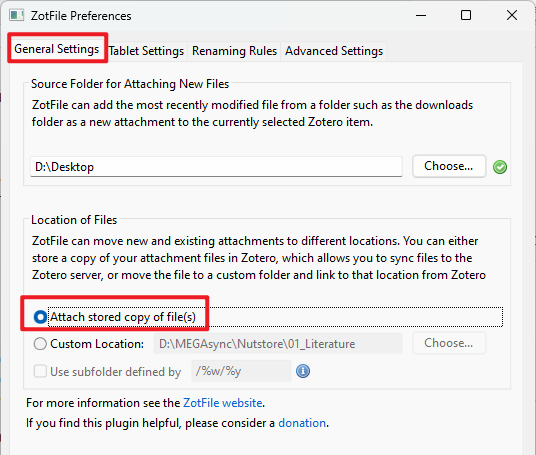 ZotFile Preferences
General Settings Tablet Settings Renaming Rules Advanced Settings
Source Folder for Attaching New Files
ZotFile can add the most recently modified file from a folder such as the downloads
folder as a new attachment to the currently selected Zotero item.
D:\Desktop Choose...
Location of Files
ZotFile can move new and existing attachments to different locations. You can either
store a copy of your attachment files in Zotero, which allows you to sync files to the
Zotero server, or move the file to a custom folder and link to that location from Zotero
Attach stored copy of file(s)
Custom Location: D:\MEGAsync\Nutstore\01_Literature Choose...
Use subfolder defined by /%w/%y
For more information see the ZotFile website.
If you find this plugin helpful, please consider a donation.